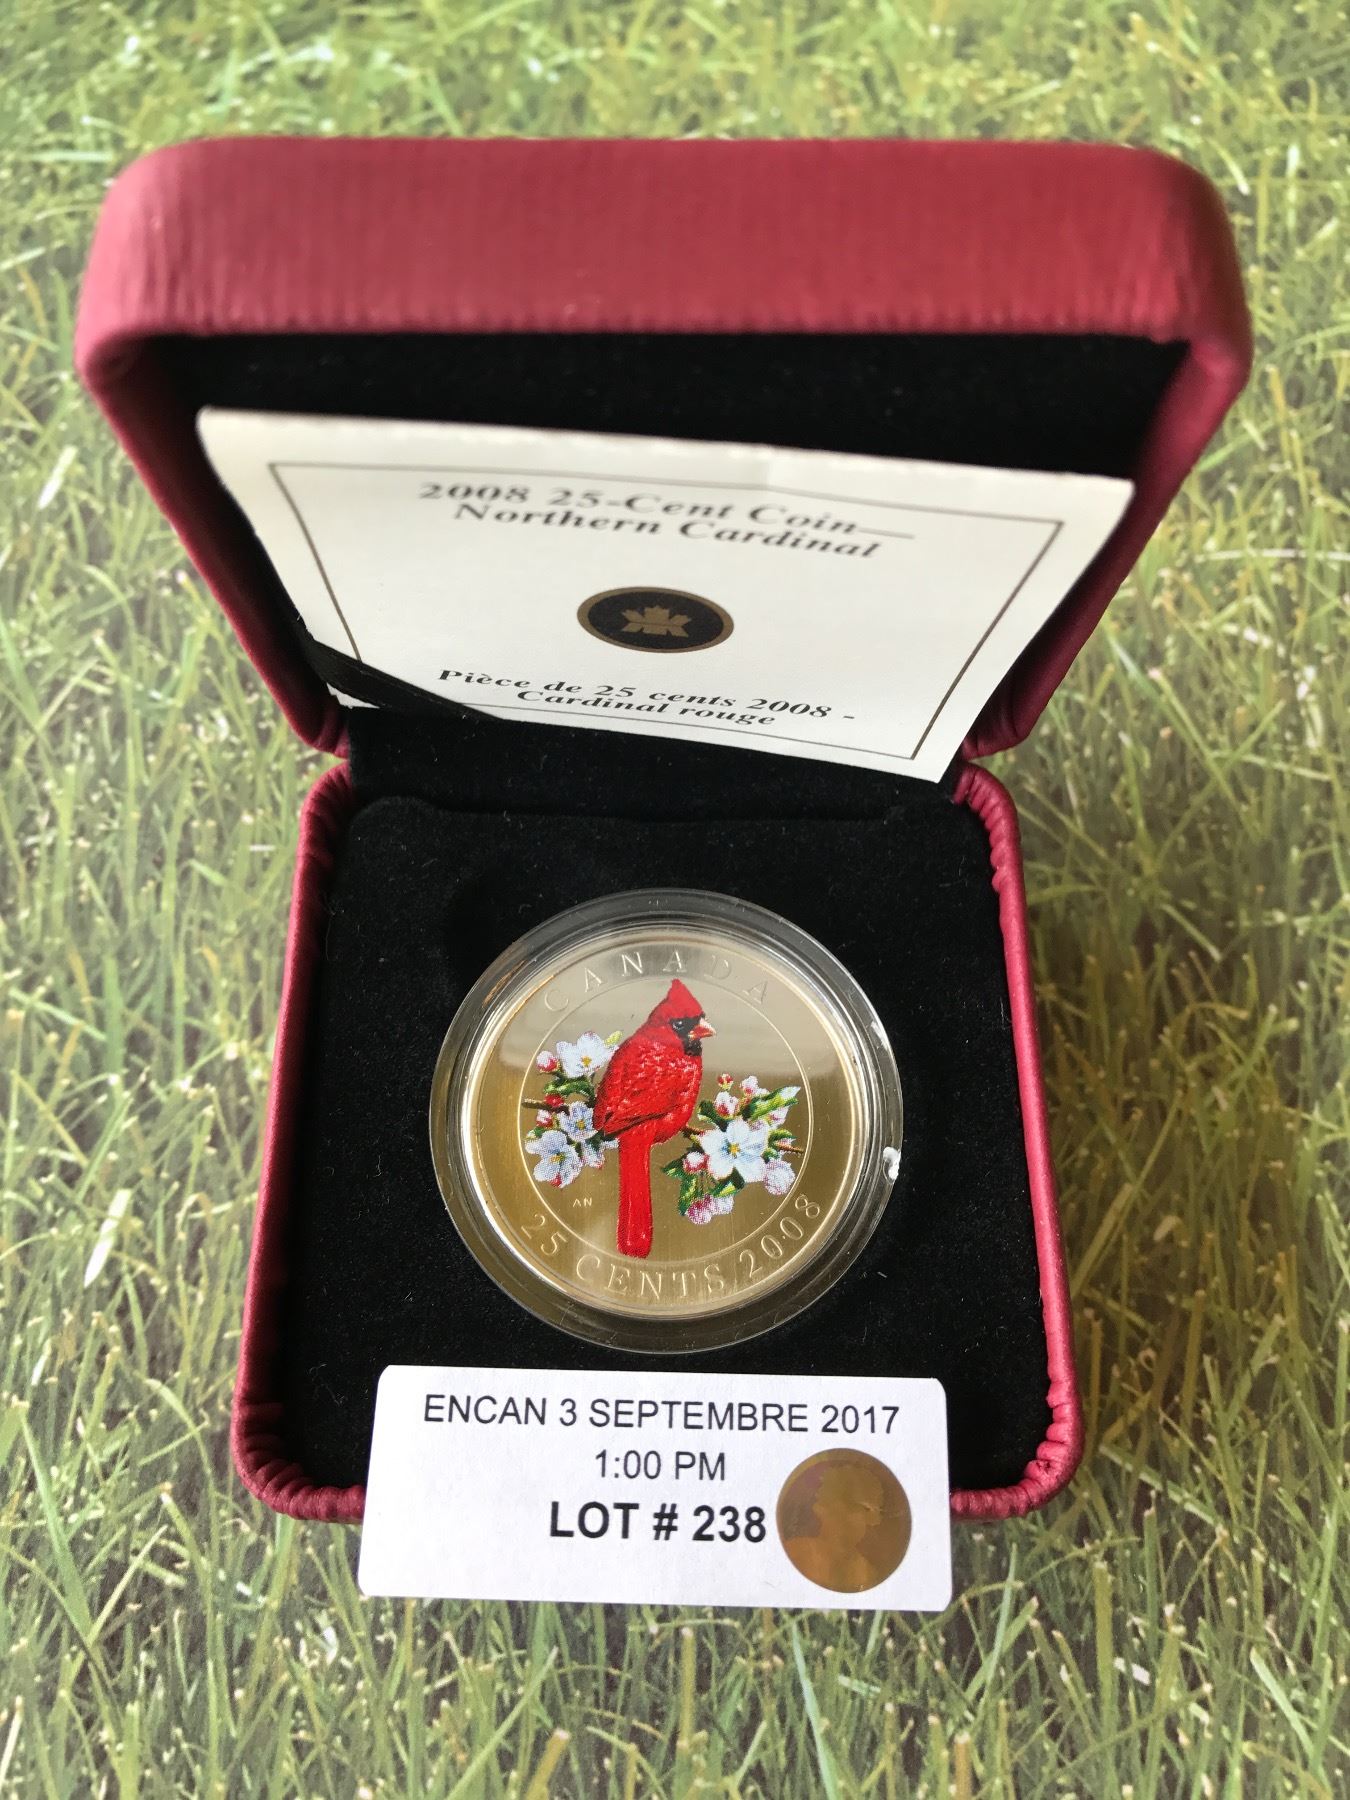 2008 25-Cent Coin—
Northern Cardinal
Pièce de 25 cents 2008 -
Cardinal rouge
CANADA
AN
25 CENTS 2008
ENCAN 3 SEPTEMBRE 2017
1:00 PM
LOT # 238